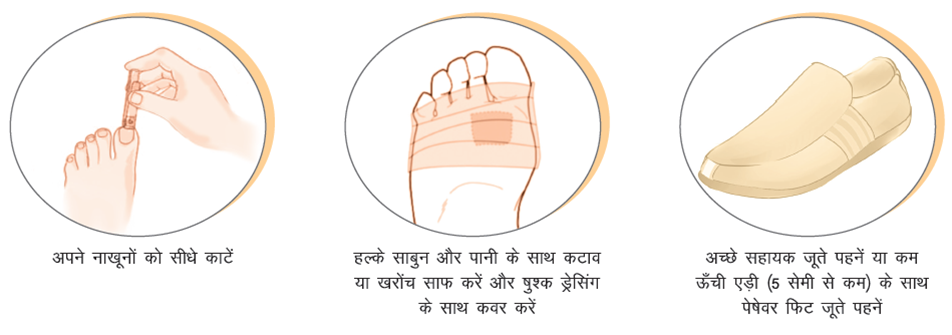 अपने नाखूनों को सीधे काटें
हल्के साबुन और पानी के साथ कटाव
या खरोंच साफ करें और षुश्क ड्रेसिंग
के साथ कवर करें
अच्छे सहायक जूते पहनें या कम
ऊँची एड़ी (5 सेमी से कम) के साथ
पेषेवर फिट जूते पहनें